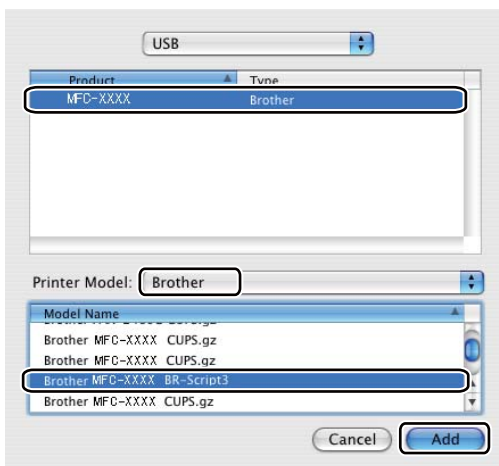 USB
Product Type
MFC-XXXX Brother
Printer Model: Brother
Model Name
Brother MFC-XXXX CUPS.gz
Brother MFC-XXXX CUPS.gz
Brother MFC-XXXX BR-Script3
Brother MFC-XXXX CUPS.gz
Cancel Add